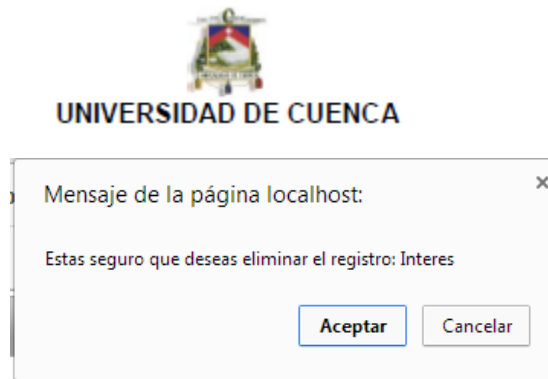 UNIVERSIDAD DE CUENCA
Mensaje de la página localhost:
Estas seguro que deseas eliminar el registro: Interes
Aceptar Cancelar